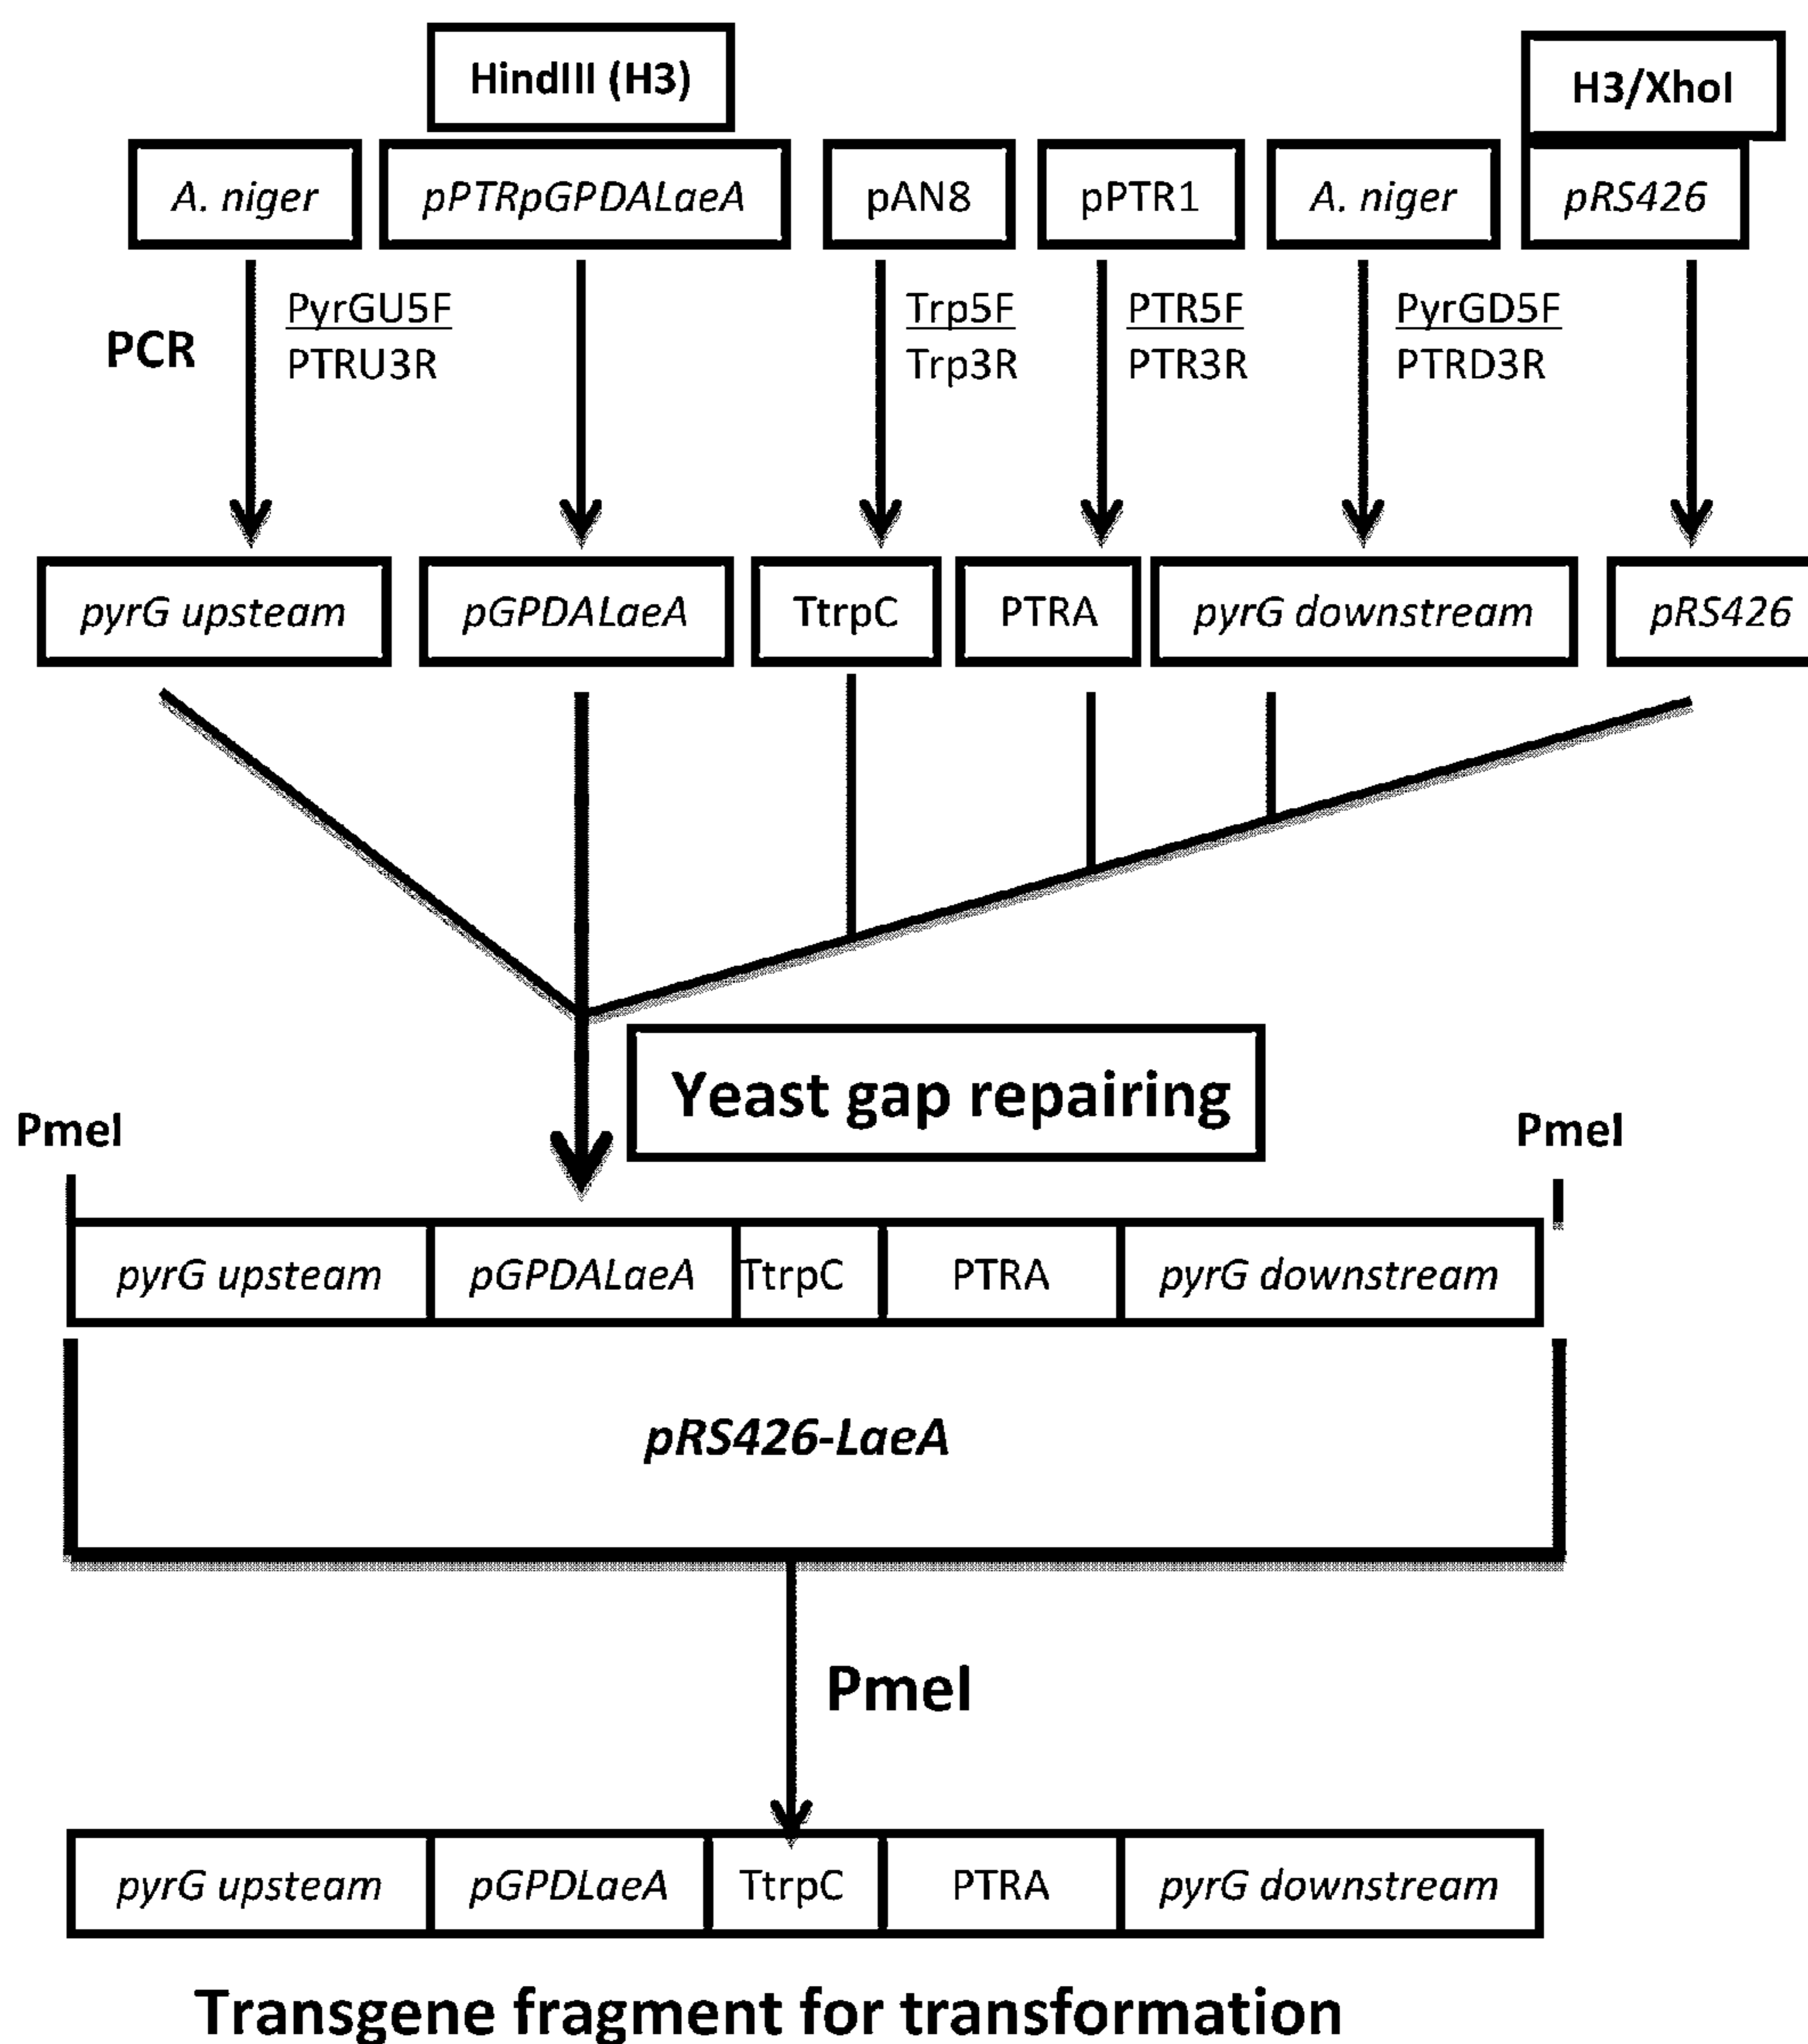 HindIII (H3)
H3/XhoI
A. niger
pPTRpGPDALaeA
pAN8
pPTR1
A. niger
pRS426
PCR
PyrGU5F
PTRU3R
Trp5F
Trp3R
PTR5F
PTR3R
PyrGD5F
PTRD3R
pyrG upsteam
pGPDALaeA
TtrpC
PTRA
pyrG downstream
pRS426
Yeast gap repairing
PmeI
PmeI
pyrG upstream
pGPDALaeA
TtrpC
PTRA
pyrG downstream
pRS426-LaeA
PmeI
pyrG upstream
pGPDLaeA
TtrpC
PTRA
pyrG downstream
Transgene fragment for transformation